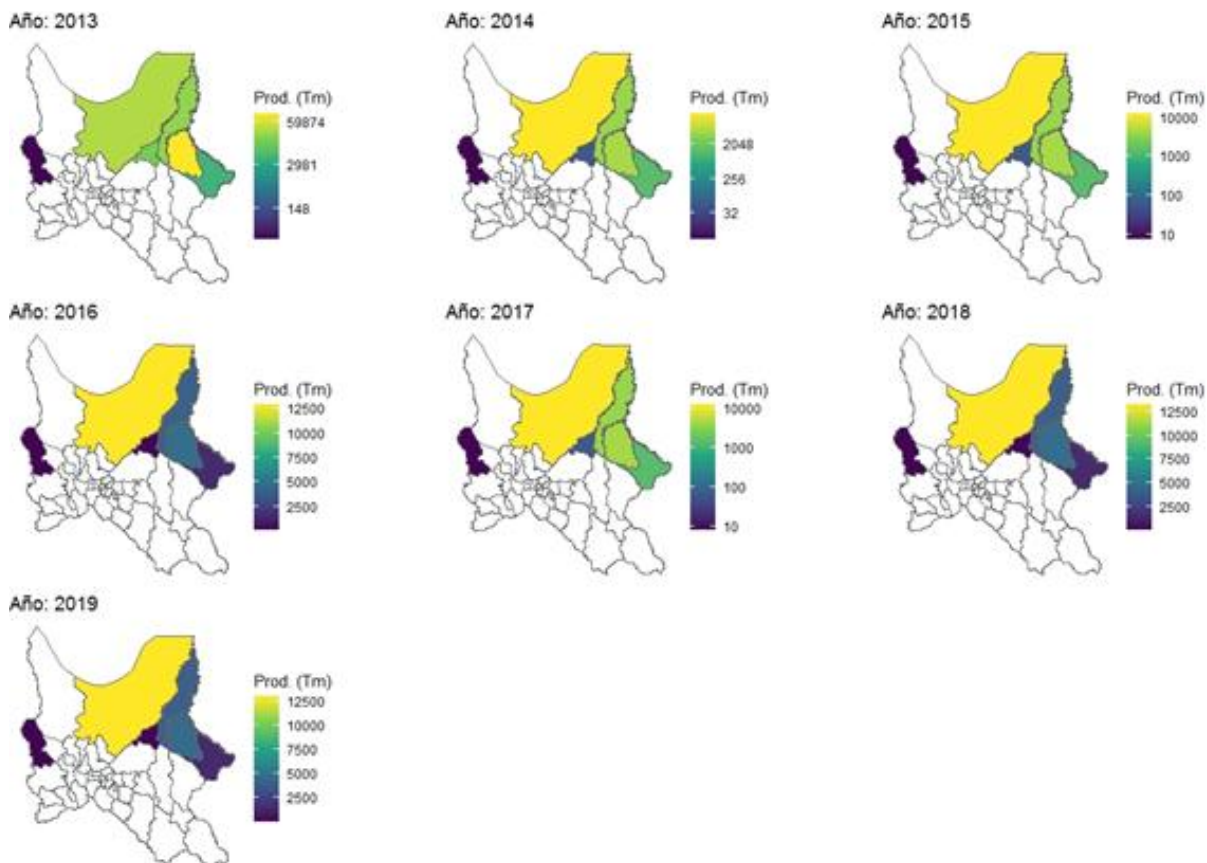 Año: 2013
Prod. (Tm)
59874
2981
148
Año: 2014
Prod. (Tm)
2048
256
32
Año: 2015
Prod. (Tm)
10000
1000
100
10
Año: 2016
Prod. (Tm)
12500
10000
7500
5000
2500
Año: 2017
Prod. (Tm)
10000
1000
100
10
Año: 2018
Prod. (Tm)
12500
10000
7500
5000
2500
Año: 2019
Prod. (Tm)
12500
10000
7500
5000
2500